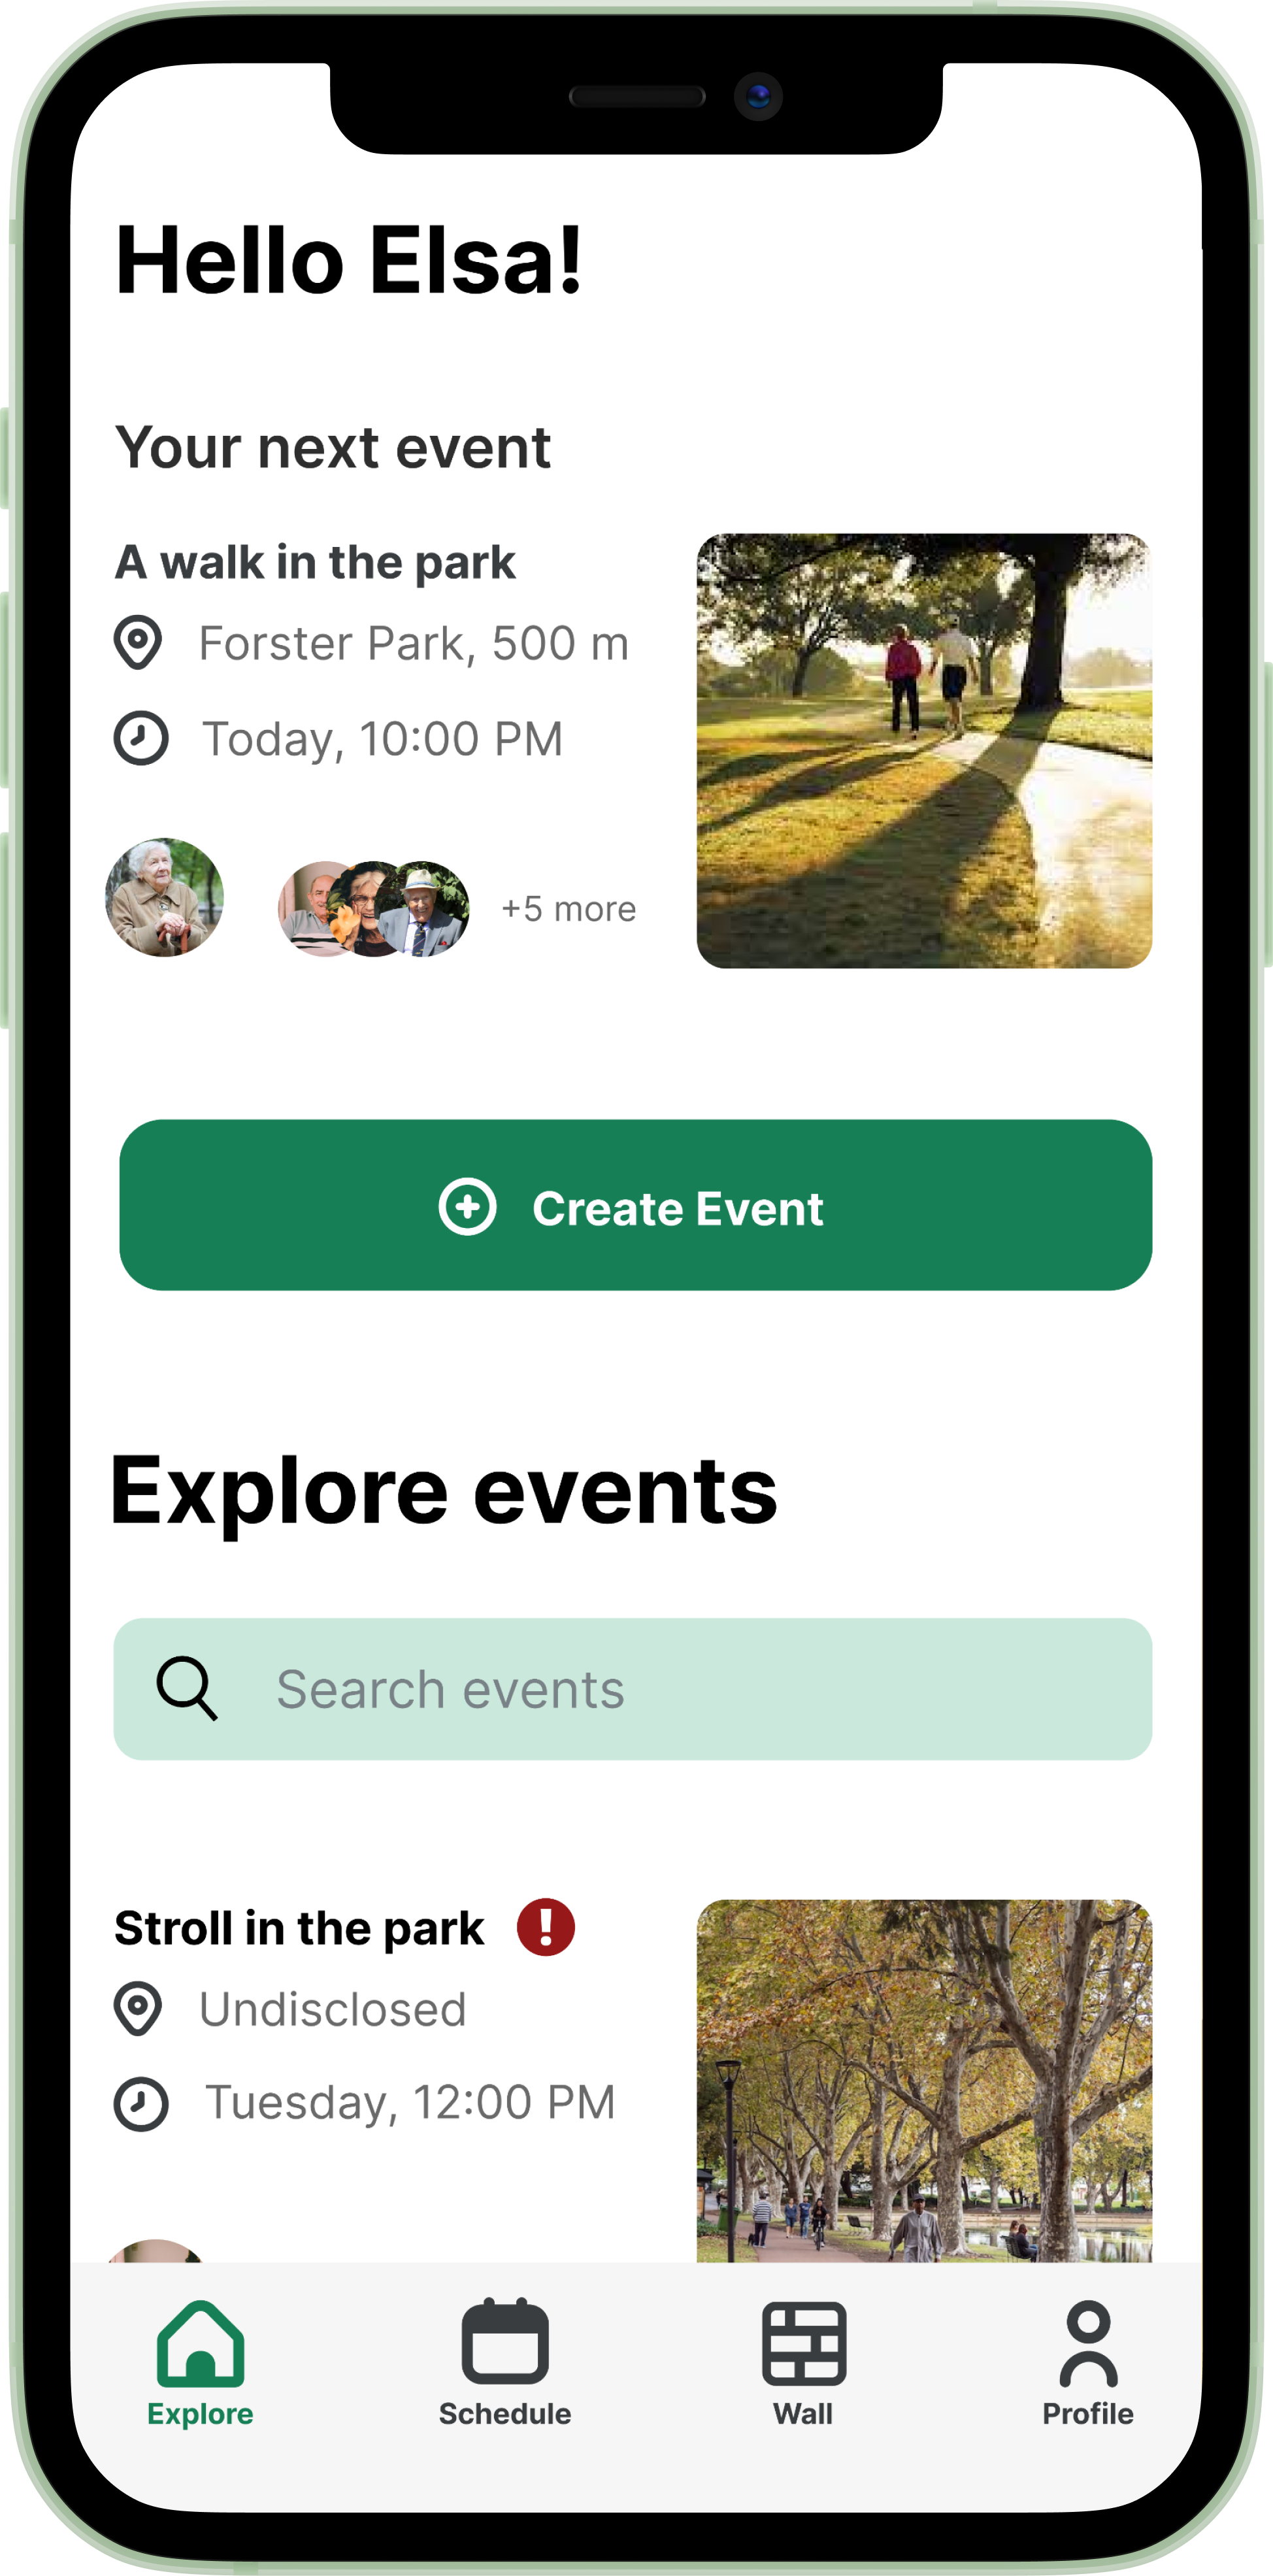 Hello Elsa!
Your next event
A walk in the park
Forster Park, 500 m
Today, 10:00 PM
+5 more
Create Event
Explore events
Search events
Stroll in the park
Undisclosed
Tuesday, 12:00 PM
Explore
Schedule
Wall
Profile